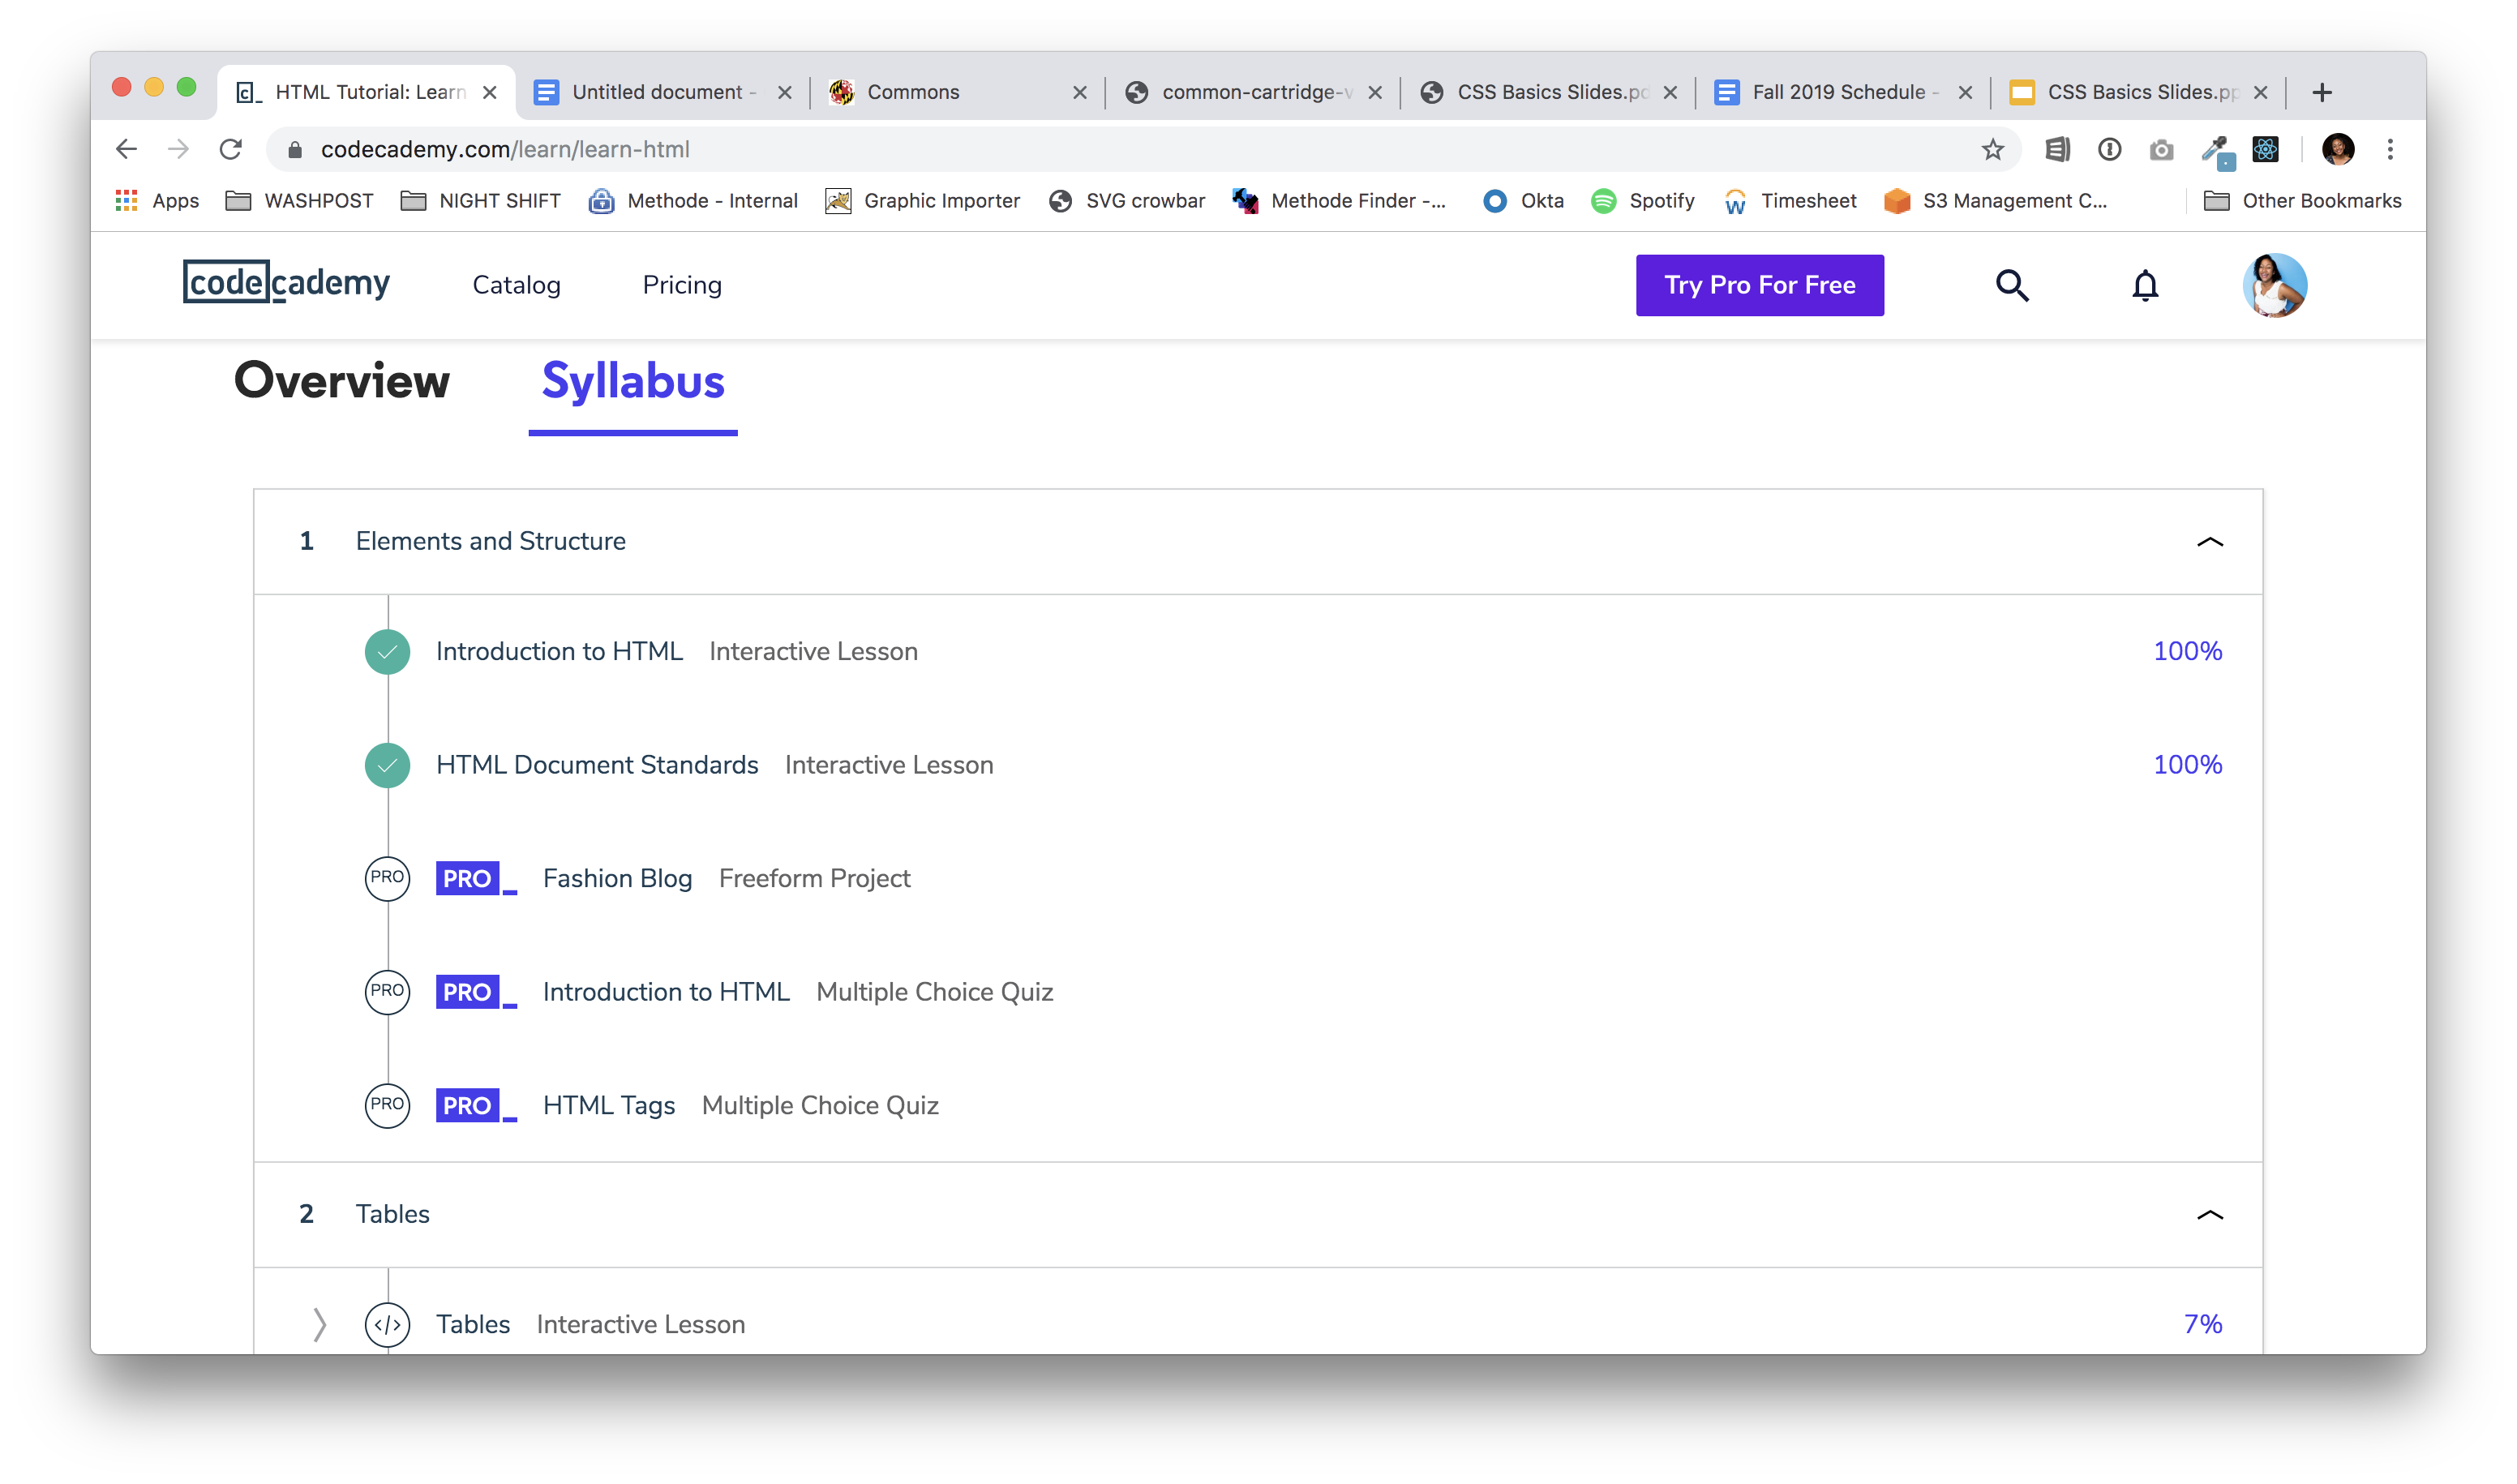 HTML Tutorial: Learn Untitled document - Commons common-cartridge-v CSS Basics Slides.pd Fall 2019 Schedule - CSS Basics Slides.pp
codecademy.com/learn/learn-html
Apps WASHPOST NIGHT SHIFT Methode - Internal Graphic Importer SVG crowbar Methode Finder -... Okta Spotify Timesheet S3 Management C... Other Bookmarks
codecademy Catalog Pricing Try Pro For Free
Overview Syllabus
1 Elements and Structure
Introduction to HTML Interactive Lesson 100%
HTML Document Standards Interactive Lesson 100%
PRO PRO_ Fashion Blog Freeform Project
PRO PRO_ Introduction to HTML Multiple Choice Quiz
PRO PRO_ HTML Tags Multiple Choice Quiz
2 Tables
</> Tables Interactive Lesson 7%